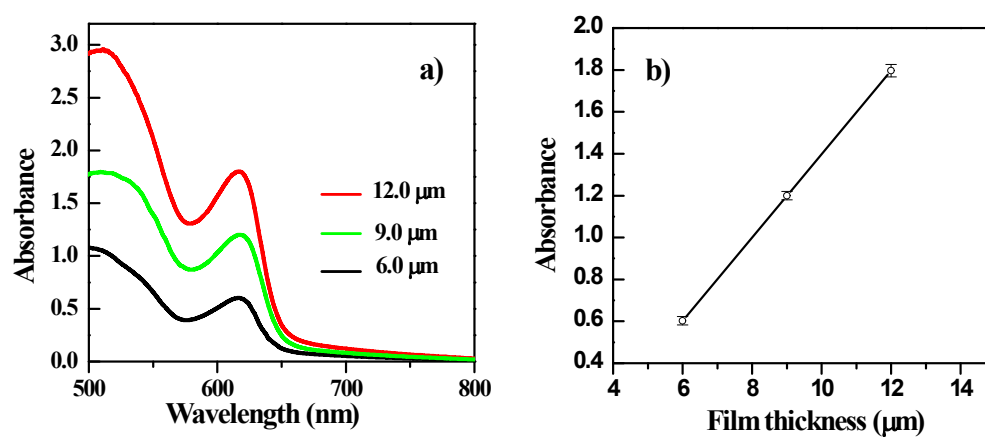 a)
3.0
2.5
2.0
1.5
1.0
0.5
0.0
Absorbance
12.0 μm
9.0 μm
6.0 μm
500
600
700
800
Wavelength (nm)
b)
2.0
1.8
1.6
1.4
1.2
1.0
0.8
0.6
0.4
Absorbance
4
6
8
10
12
14
Film thickness (μm)